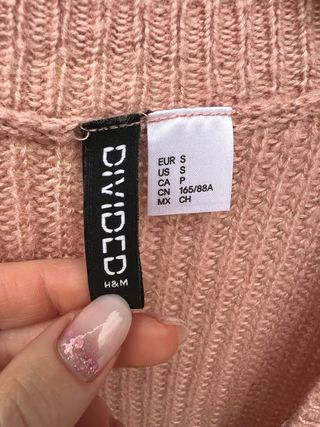 DIVIDED
H&M
EUR S
US S
CA P
CN 165/88A
MX CH